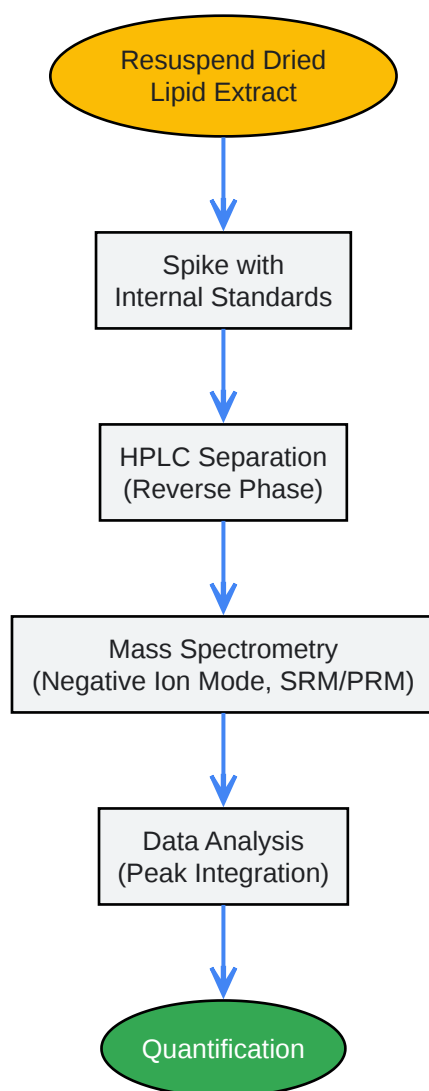 Resuspend Dried
Lipid Extract
Spike with
Internal Standards
HPLC Separation
(Reverse Phase)
Mass Spectrometry
(Negative Ion Mode, SRM/PRM)
Data Analysis
(Peak Integration)
Quantification